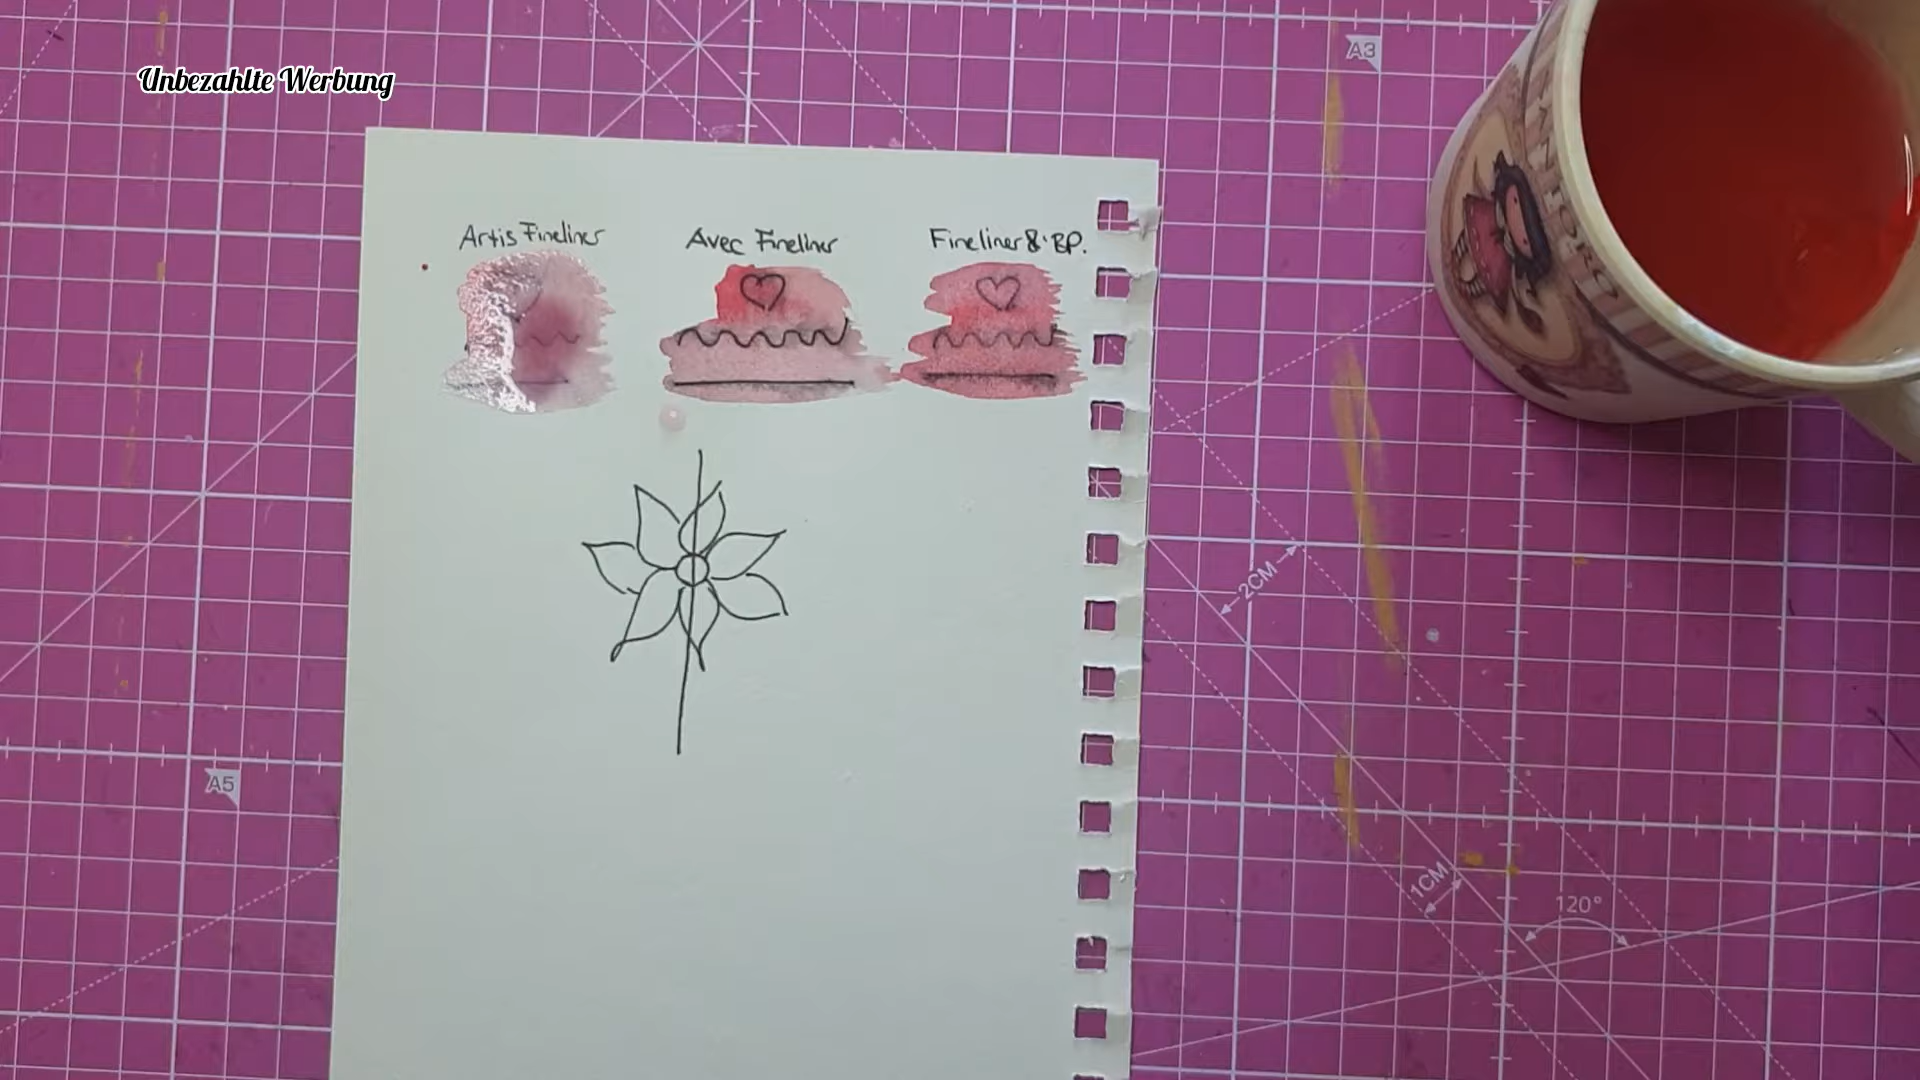 Unbezahlte Werbung
A3
Artis Fineliner
Avec Fineliner
Fineliner & BP.
2CM
A5
1CM
120°